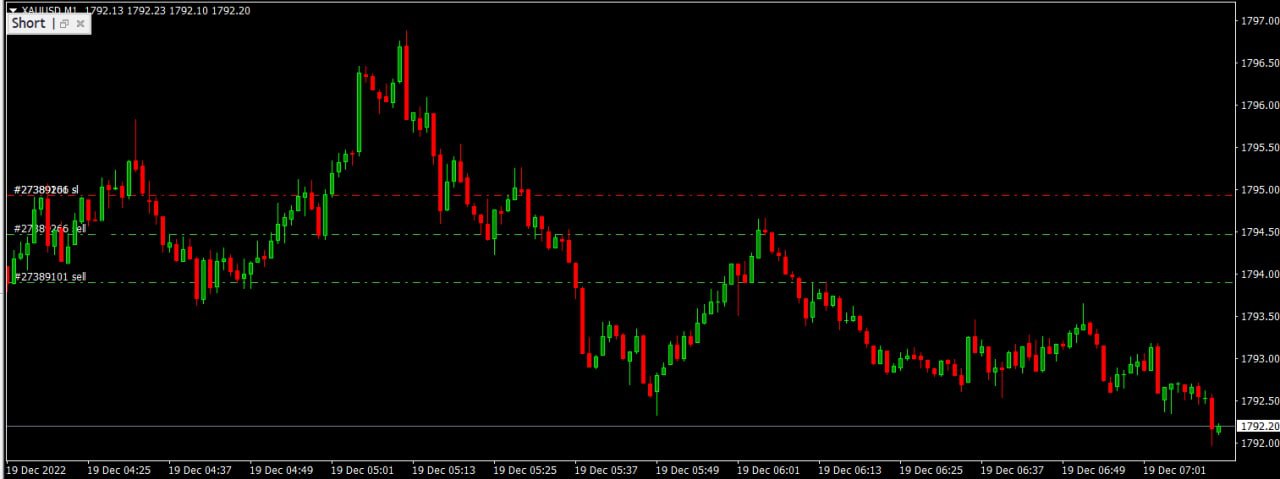 XAUUSD,M1 1792.13 1792.23 1792.10 1792.20
Short
1797.00
1796.50
1796.00
1795.50
1795.00
1794.50
1794.00
1793.50
1793.00
1792.50
1792.20
1792.00
sl
sell
#27389101 sell
19 Dec 2022
19 Dec 04:25
19 Dec 04:37
19 Dec 04:49
19 Dec 05:01
19 Dec 05:13
19 Dec 05:25
19 Dec 05:37
19 Dec 05:49
19 Dec 06:01
19 Dec 06:13
19 Dec 06:25
19 Dec 06:37
19 Dec 06:49
19 Dec 07:01